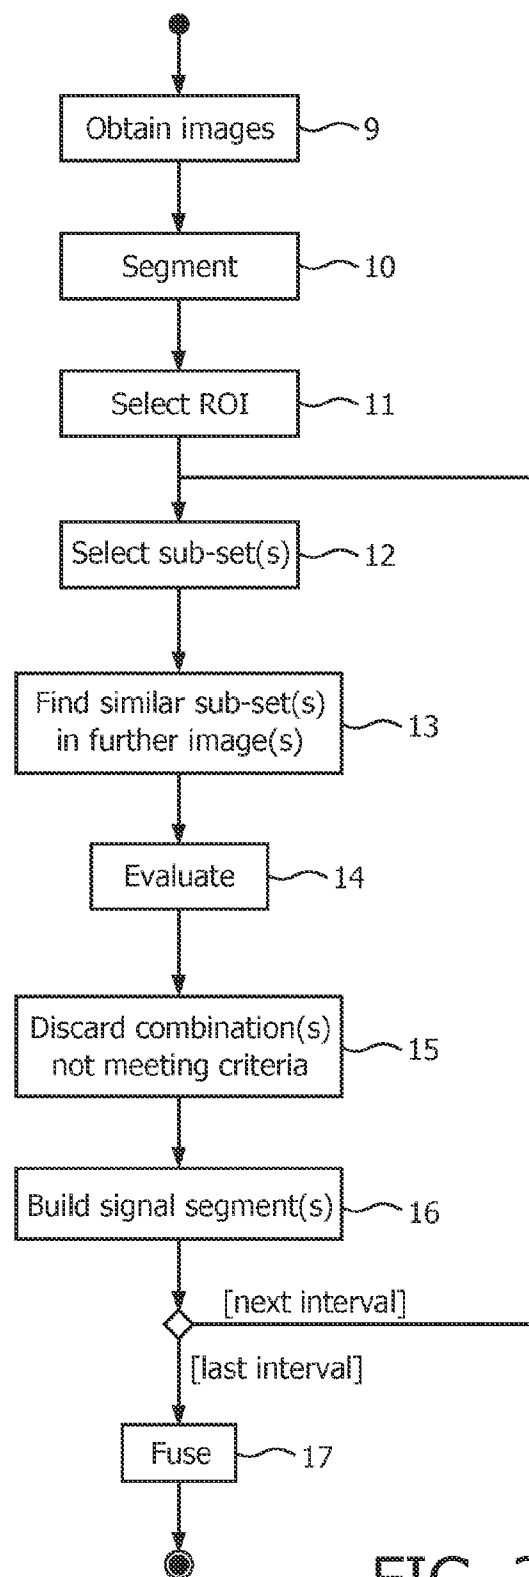 Obtain images
9
Segment
10
Select ROI
11
Select sub-set(s)
12
Find similar sub-set(s)
in further image(s)
13
Evaluate
14
Discard combination(s)
not meeting criteria
15
Build signal segment(s)
16
[next interval]
[last interval]
Fuse
17
FIG.